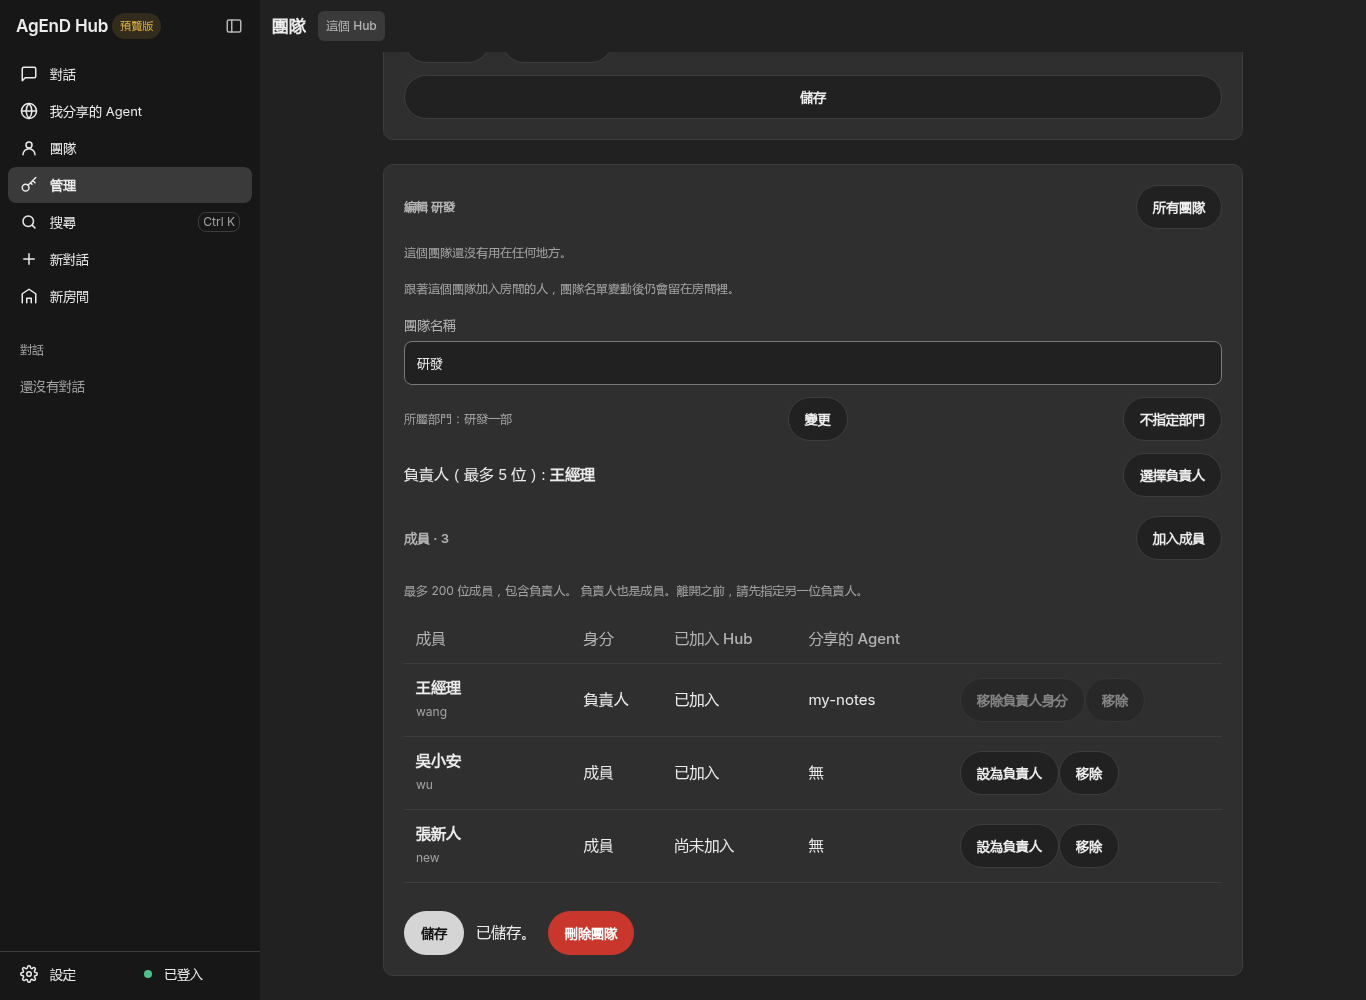 AgEnD Hub 預覽版
對話
我分享的 Agent
團隊
管理
搜尋 Ctrl K
新對話
新房間
對話
還沒有對話
設定 已登入
團隊 這個 Hub
儲存
編輯 研發 所有團隊
這個團隊還沒有用在任何地方。
跟著這個團隊加入房間的人，團隊名單變動後仍會留在房間裡。
團隊名稱
研發
所屬部門：研發一部 變更 不指定部門
負責人（最多 5 位）: 王經理 選擇負責人
成員 · 3 加入成員
最多 200 位成員，包含負責人。 負責人也是成員。離開之前，請先指定另一位負責人。
成員 身分 已加入 Hub 分享的 Agent
王經理 負責人 已加入 my-notes 移除負責人身分 移除
wang
吳小安 成員 已加入 無 設為負責人 移除
wu
張新人 成員 尚未加入 無 設為負責人 移除
new
儲存 已儲存。 刪除團隊